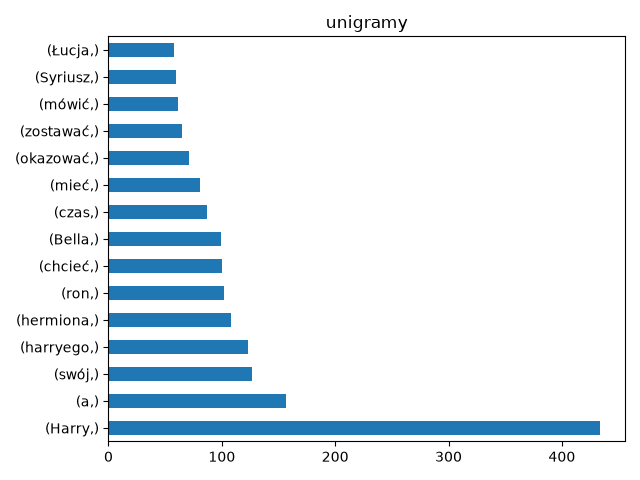 unigramy
(Łucja,)
(Syriusz,)
(mówić,)
(zostawać,)
(okazować,)
(mieć,)
(czas,)
(Bella,)
(chcieć,)
(ron,)
(hermiona,)
(harryego,)
(swój,)
(a,)
(Harry,)
0 100 200 300 400